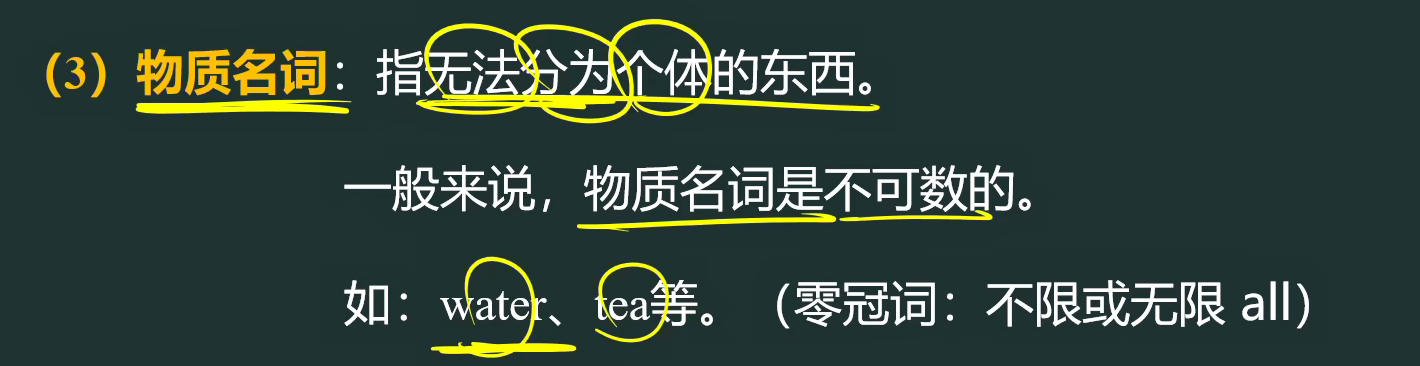 （3）物质名词：指无法分为个体的东西。
一般来说，物质名词是不可数的。
如：water、tea等。（零冠词：不限或无限 all）